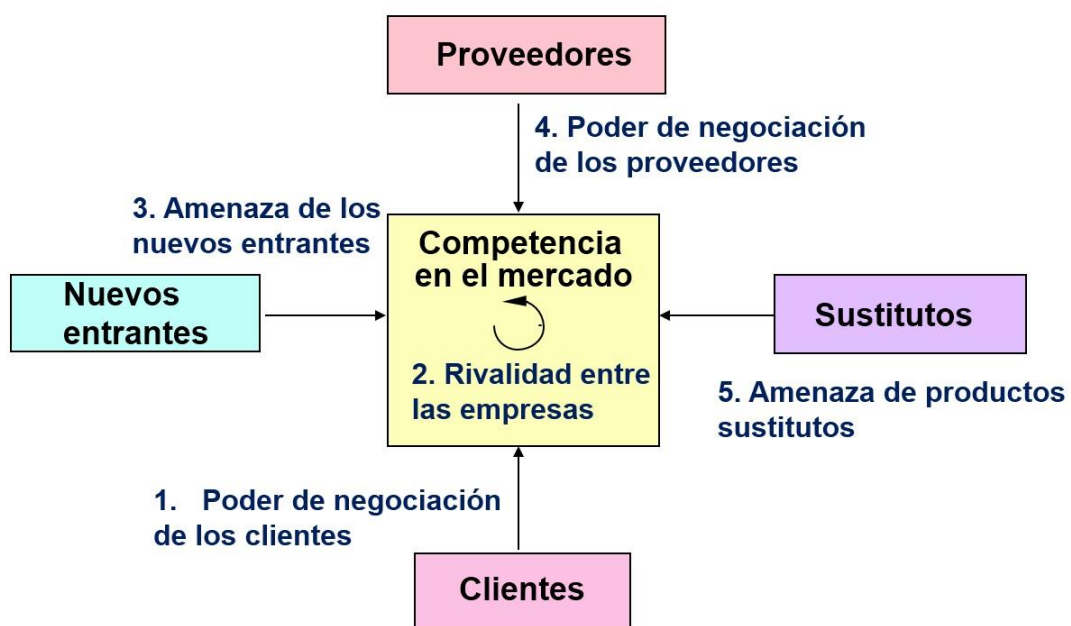 Proveedores
4. Poder de negociación
de los proveedores
3. Amenaza de los
nuevos entrantes
Competencia
en el mercado
Nuevos
entrantes
Sustitutos
2. Rivalidad entre
las empresas
5. Amenaza de productos
sustitutos
1. Poder de negociación
de los clientes
Clientes